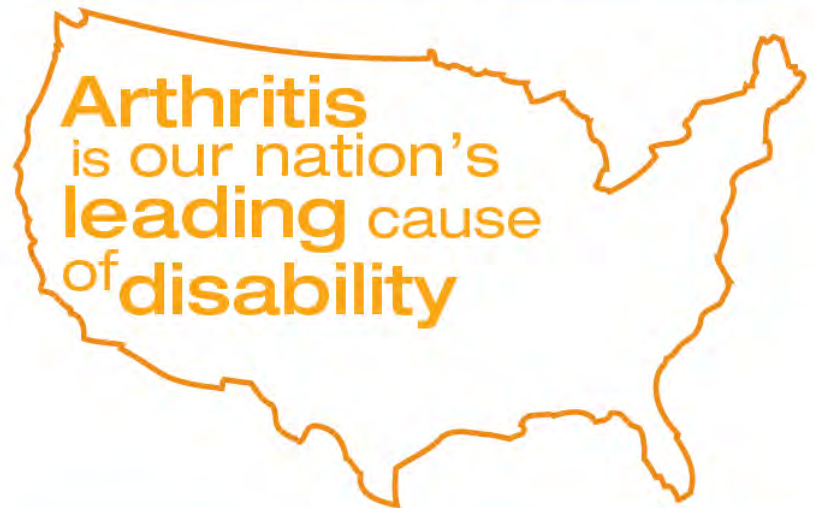 Arthritis
is our nation's
leading cause
of disability